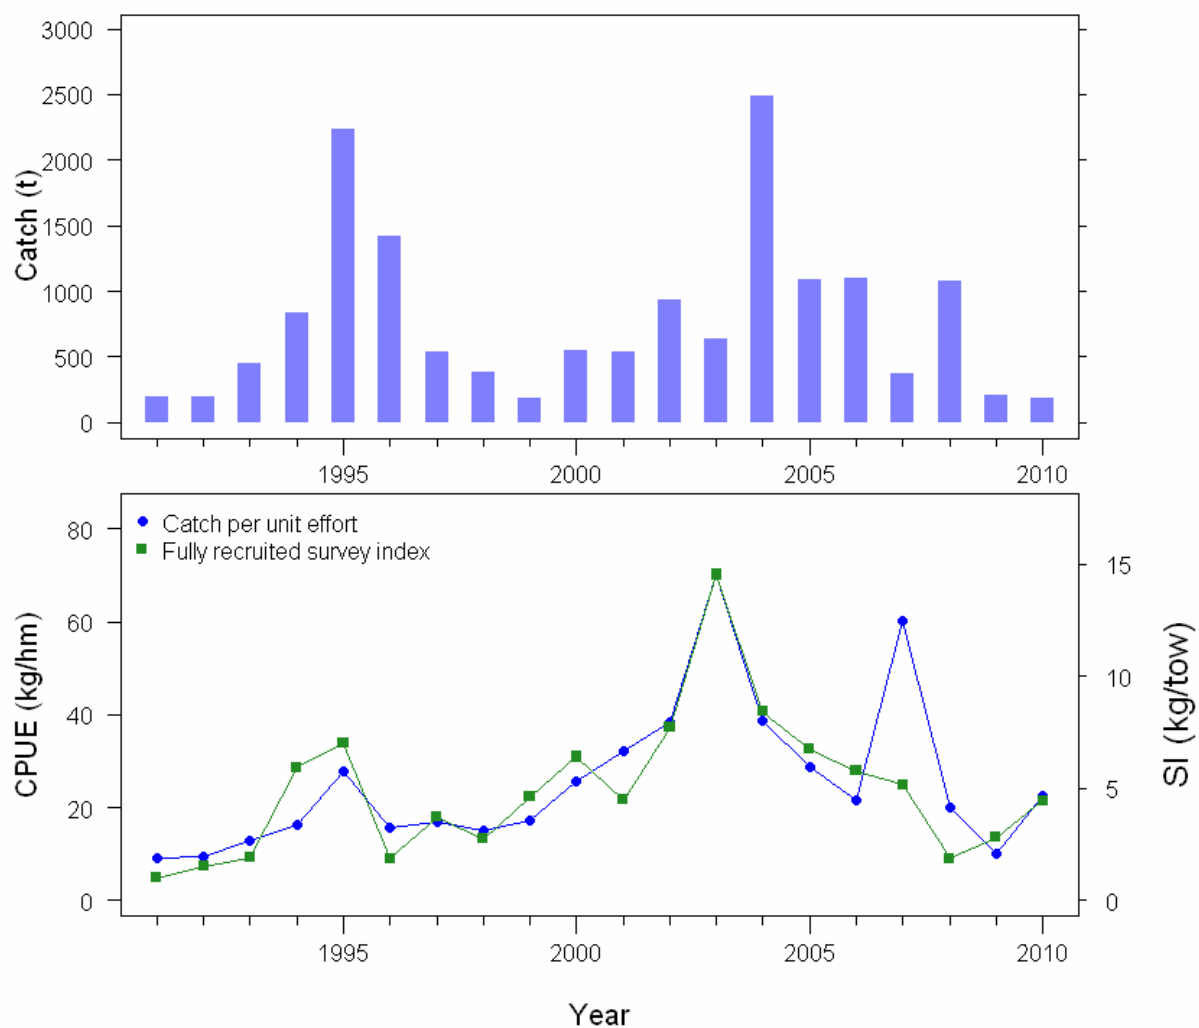 3000
2500
2000
1500
1000
500
0
Catch (t)
1995 2000 2005 2010
Catch per unit effort
Fully recruited survey index
80
60
40
20
0
CPUE (kg/hm)
15
10
5
0
SI (kg/tow)
1995 2000 2005 2010
Year